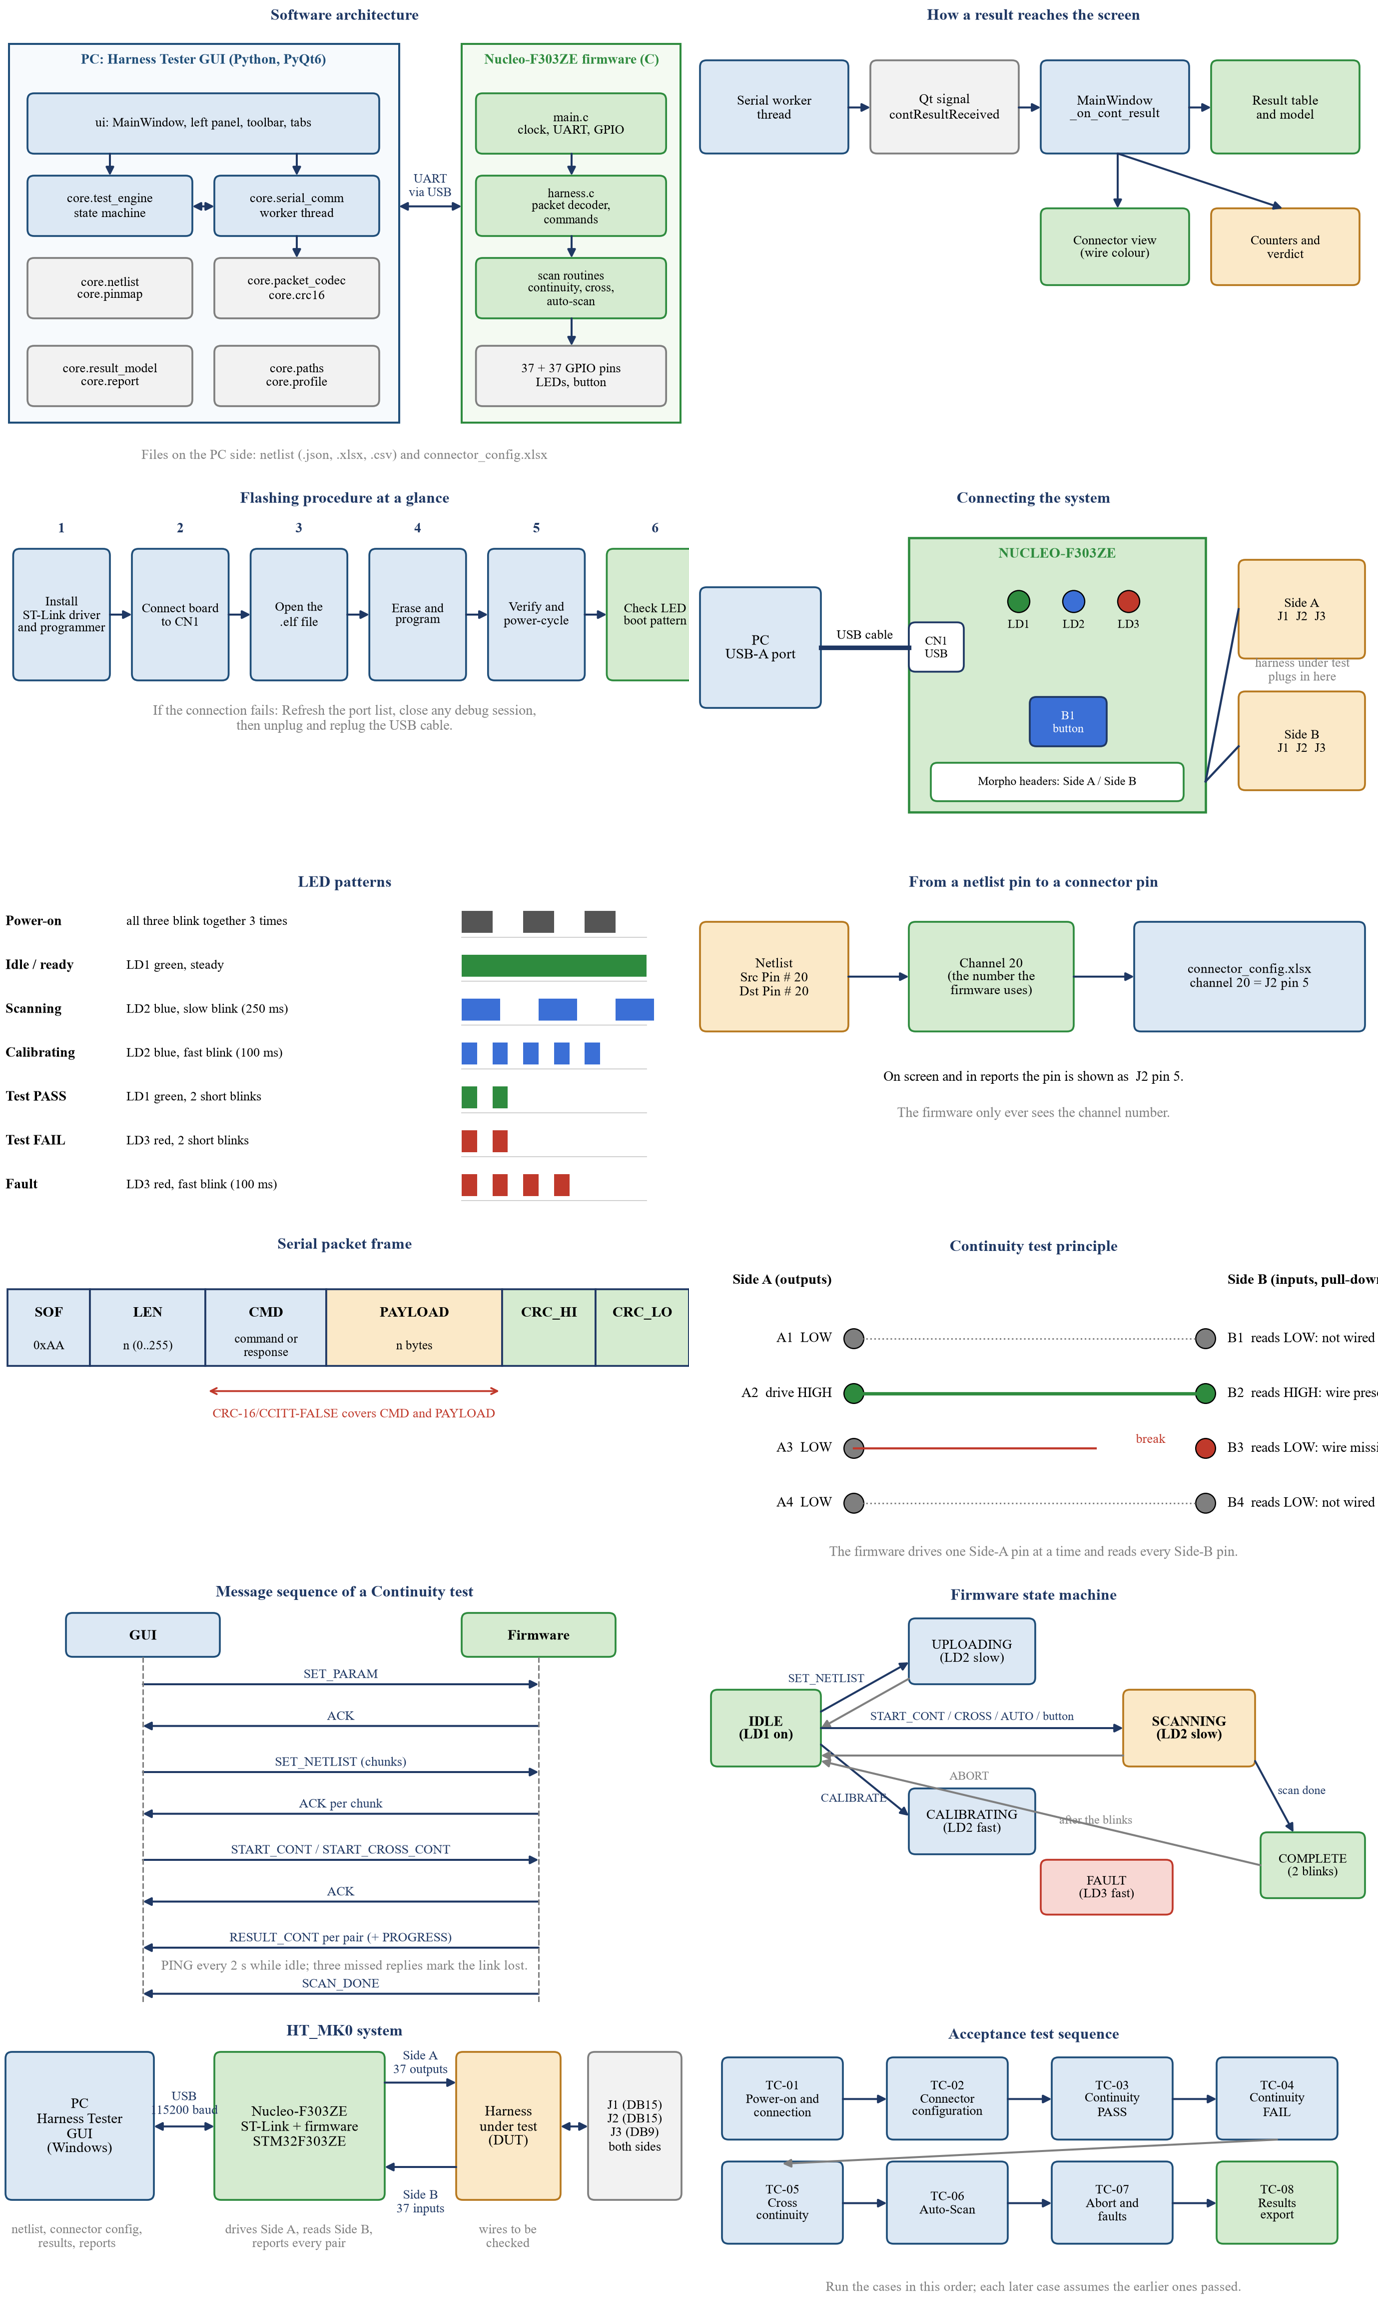 Software architecture
PC: Harness Tester GUI (Python, PyQt6)
ui: MainWindow, left panel, toolbar, tabs
core.test_engine
state machine
core.serial_comm
worker thread
core.netlist
core.pinmap
core.packet_codec
core.crc16
core.result_model
core.report
core.paths
core.profile
UART
via USB
Nucleo-F303ZE firmware (C)
main.c
clock, UART, GPIO
harness.c
packet decoder,
commands
scan routines
continuity, cross,
auto-scan
37 + 37 GPIO pins
LEDs, button
Files on the PC side: netlist (.json, .xlsx, .csv) and connector_config.xlsx
How a result reaches the screen
Serial worker
thread
Qt signal
contResultReceived
MainWindow
_on_cont_result
Result table
and model
Connector view
(wire colour)
Counters and
verdict
Flashing procedure at a glance
1
2
3
4
5
6
Install
ST-Link driver
and programmer
Connect board
to CN1
Open the
.elf file
Erase and
program
Verify and
power-cycle
Check LED
boot pattern
If the connection fails: Refresh the port list, close any debug session,
then unplug and replug the USB cable.
Connecting the system
PC
USB-A port
USB cable
CN1
USB
NUCLEO-F303ZE
LD1
LD2
LD3
B1
button
Morpho headers: Side A / Side B
Side A
J1 J2 J3
harness under test
plugs in here
Side B
J1 J2 J3
LED patterns
Power-on all three blink together 3 times
Idle / ready LD1 green, steady
Scanning LD2 blue, slow blink (250 ms)
Calibrating LD2 blue, fast blink (100 ms)
Test PASS LD1 green, 2 short blinks
Test FAIL LD3 red, 2 short blinks
Fault LD3 red, fast blink (100 ms)
From a netlist pin to a connector pin
Netlist
Src Pin # 20
Dst Pin # 20
Channel 20
(the number the
firmware uses)
connector_config.xlsx
channel 20 = J2 pin 5
On screen and in reports the pin is shown as J2 pin 5.
The firmware only ever sees the channel number.
Serial packet frame
SOF
0xAA
LEN
n (0..255)
CMD
command or
response
PAYLOAD
n bytes
CRC_HI
CRC_LO
CRC-16/CCITT-FALSE covers CMD and PAYLOAD
Continuity test principle
Side A (outputs)
Side B (inputs, pull-down
A1 LOW
B1 reads LOW: not wired
A2 drive HIGH
B2 reads HIGH: wire prese
A3 LOW
break
B3 reads LOW: wire missi
A4 LOW
B4 reads LOW: not wired
The firmware drives one Side-A pin at a time and reads every Side-B pin.
Message sequence of a Continuity test
GUI
Firmware
SET_PARAM
ACK
SET_NETLIST (chunks)
ACK per chunk
START_CONT / START_CROSS_CONT
ACK
RESULT_CONT per pair (+ PROGRESS)
PING every 2 s while idle; three missed replies mark the link lost.
SCAN_DONE
Firmware state machine
UPLOADING
(LD2 slow)
SET_NETLIST
IDLE
(LD1 on)
START_CONT / CROSS / AUTO / button
SCANNING
(LD2 slow)
ABORT
CALIBRATE
CALIBRATING
(LD2 fast)
after the blinks
scan done
COMPLETE
(2 blinks)
FAULT
(LD3 fast)
HT_MK0 system
PC
Harness Tester
GUI
(Windows)
USB
115200 baud
Nucleo-F303ZE
ST-Link + firmware
STM32F303ZE
Side A
37 outputs
Side B
37 inputs
Harness
under test
(DUT)
J1 (DB15)
J2 (DB15)
J3 (DB9)
both sides
netlist, connector config,
results, reports
drives Side A, reads Side B,
reports every pair
wires to be
checked
Acceptance test sequence
TC-01
Power-on and
connection
TC-02
Connector
configuration
TC-03
Continuity
PASS
TC-04
Continuity
FAIL
TC-05
Cross
continuity
TC-06
Auto-Scan
TC-07
Abort and
faults
TC-08
Results
export
Run the cases in this order; each later case assumes the earlier ones passed.